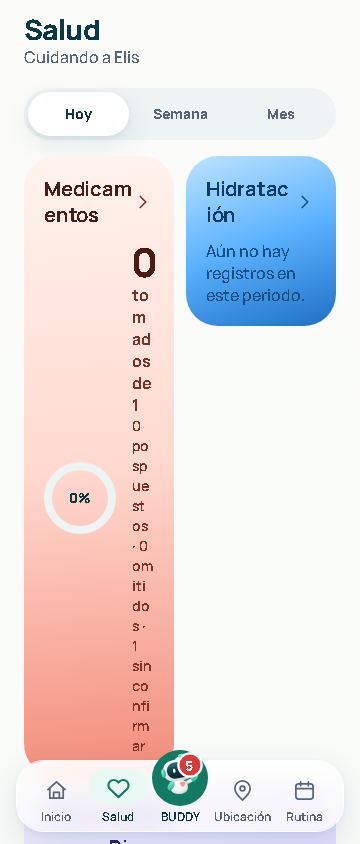 Salud
Cuidando a Elis
Hoy
Semana
Mes
Medicam
entos
0
to
m
ad
os
de
1
0
po
sp
ue
st
os
· 0
om
iti
do
s ·
1
sin
co
nfi
rm
ar
0%
Hidratac
ión
Aún no hay
registros en
este periodo.
5
Inicio
Salud
BUDDY
Ubicación
Rutina